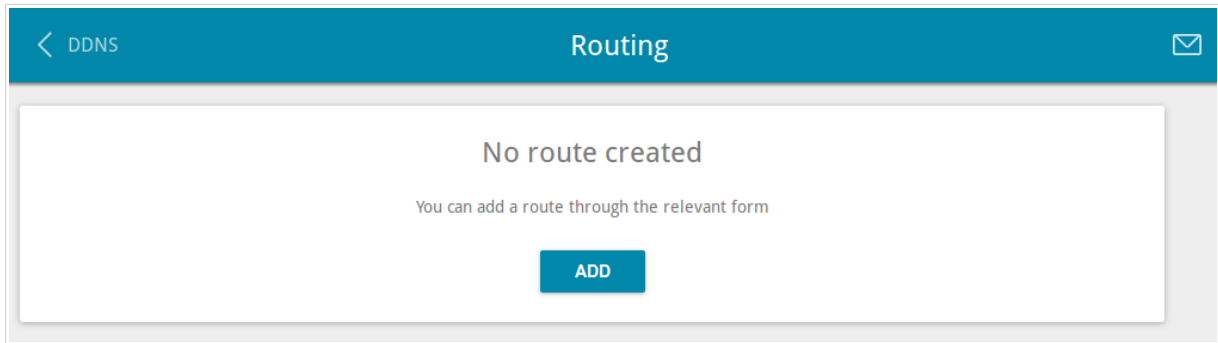 DDNS
Routing
No route created
You can add a route through the relevant form
ADD